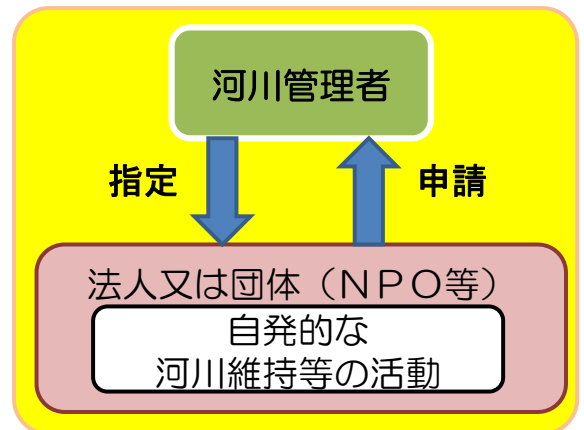 河川管理者
指定
申請
法人又は団体（ＮＰＯ等）
自発的な
河川維持等の活動